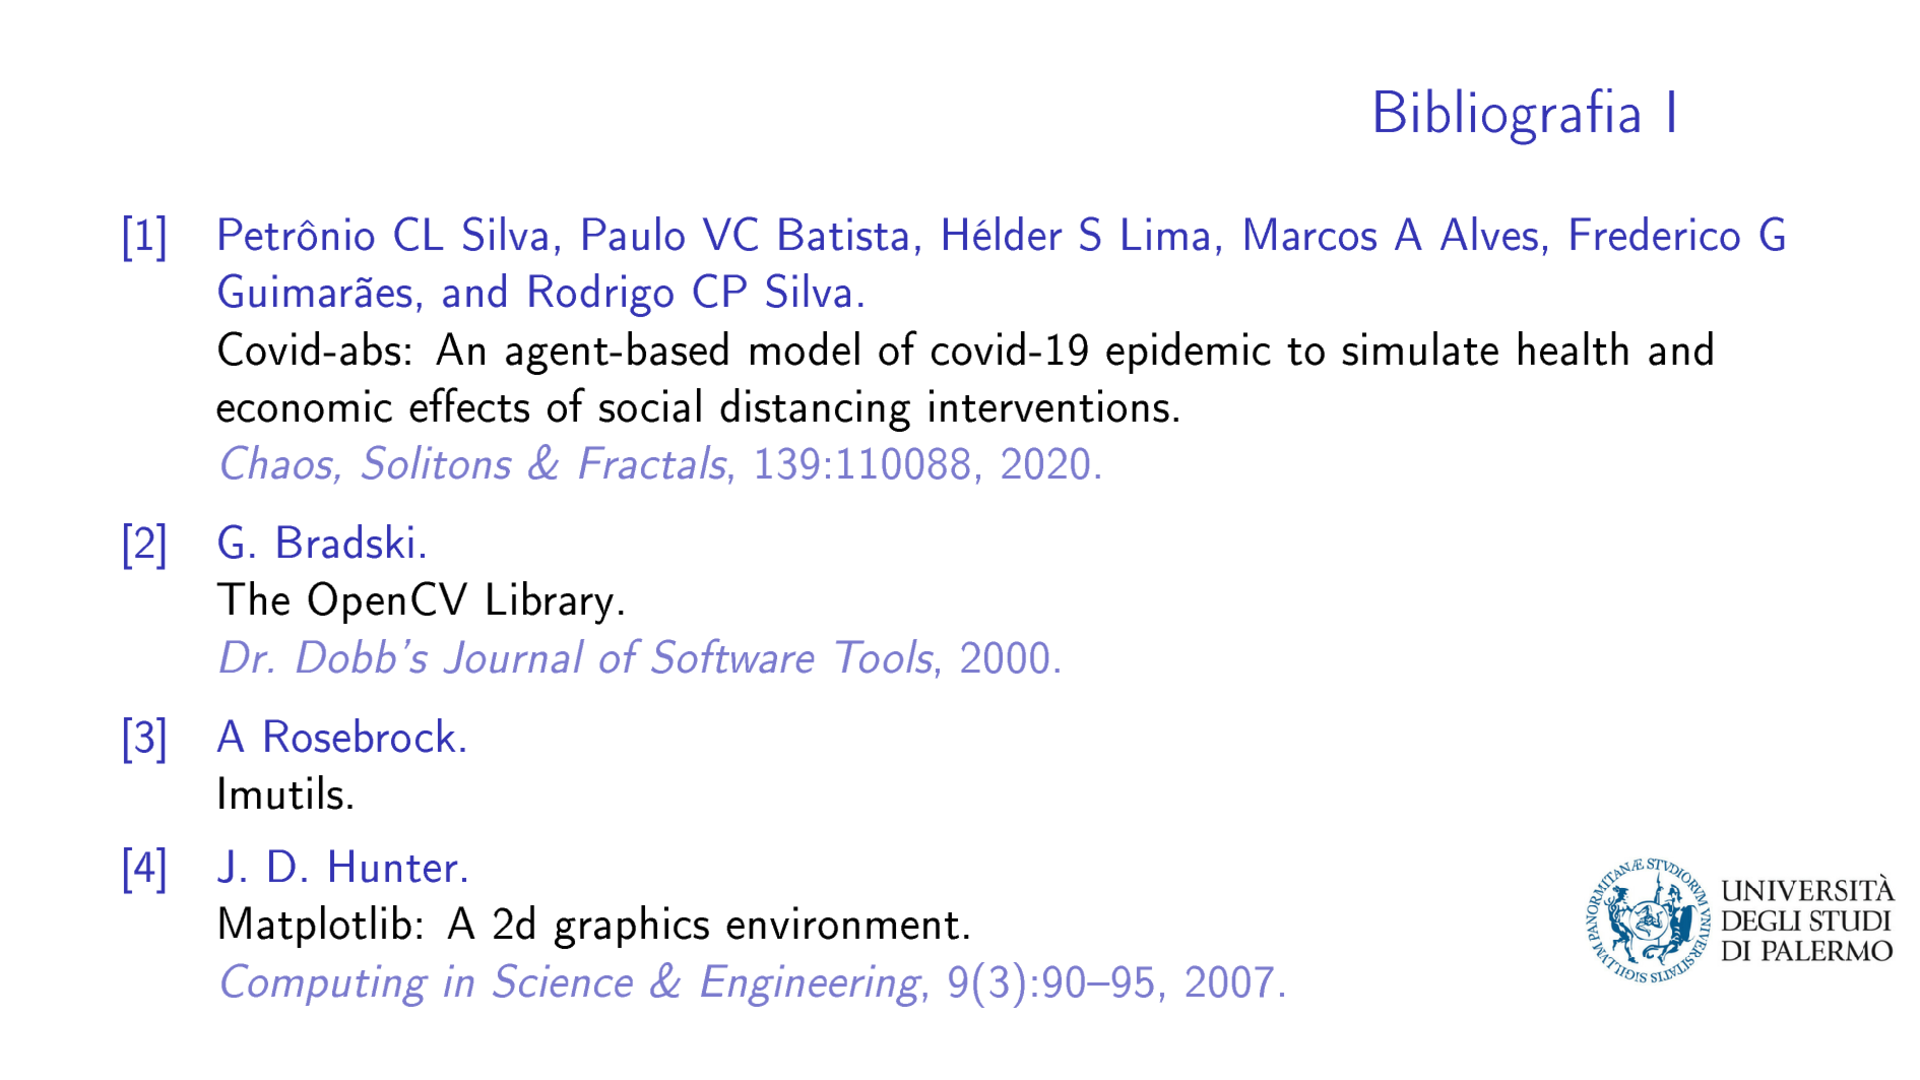 Bibliografia I
[1] Petrônio CL Silva, Paulo VC Batista, Hélder S Lima, Marcos A Alves, Frederico G
Guimarães, and Rodrigo CP Silva.
Covid-abs: An agent-based model of covid-19 epidemic to simulate health and
economic effects of social distancing interventions.
Chaos, Solitons & Fractals, 139:110088, 2020.
[2] G. Bradski.
The OpenCV Library.
Dr. Dobb's Journal of Software Tools, 2000.
[3] A Rosebrock.
Imutils.
[4] J. D. Hunter.
Matplotlib: A 2d graphics environment.
Computing in Science & Engineering, 9(3):90–95, 2007.
SIGILLVM PANORMITANÆ STVDIORVM VNIVERSITATIS
UNIVERSITÀ
DEGLI STUDI
DI PALERMO